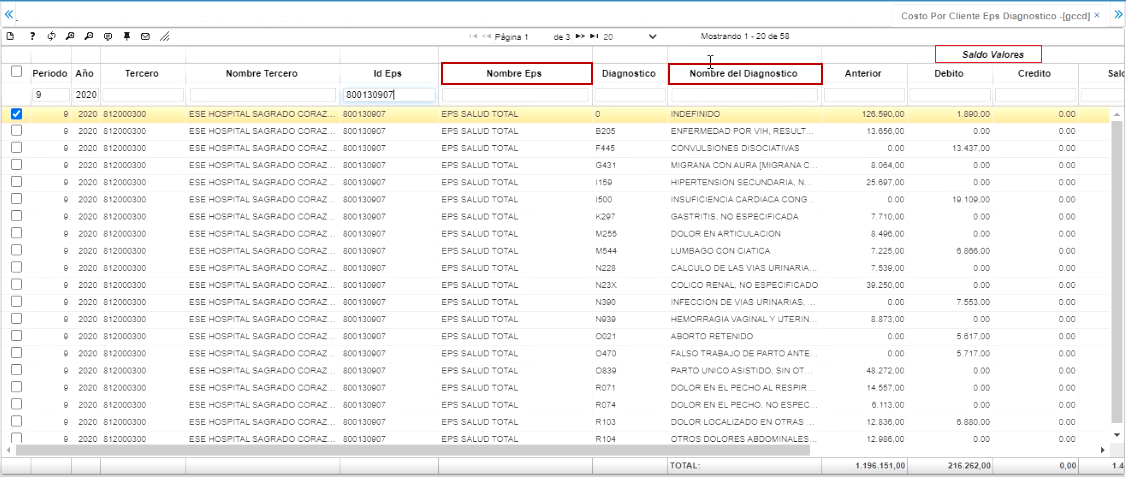 Costo Por Cliente Eps Diagnostico -[gccd] ×
Página 1 de 3 20 Mostrando 1 - 20 de 58
Saldo Valores
Periodo Año Tercero Nombre Tercero Id Eps Nombre Eps Diagnostico Nombre del Diagnostico Anterior Debito Credito Sald
9 2020 800130907
9 2020 812000300 ESE HOSPITAL SAGRADO CORAZ... 800130907 EPS SALUD TOTAL 0 INDEFINIDO 126.590,00 1.890,00 0.00
9 2020 812000300 ESE HOSPITAL SAGRADO CORAZ... 800130907 EPS SALUD TOTAL B205 ENFERMEDAD POR VIH, RESULT... 13.656,00 0.00 0.00
9 2020 812000300 ESE HOSPITAL SAGRADO CORAZ... 800130907 EPS SALUD TOTAL F445 CONVULSIONES DISOCIATIVAS 0.00 13.437,00 0.00
9 2020 812000300 ESE HOSPITAL SAGRADO CORAZ... 800130907 EPS SALUD TOTAL G431 MIGRANA CON AURA [MIGRANA C... 8.064,00 0.00 0.00
9 2020 812000300 ESE HOSPITAL SAGRADO CORAZ... 800130907 EPS SALUD TOTAL I159 HIPERTENSION SECUNDARIA, N... 25.697,00 0.00 0.00
9 2020 812000300 ESE HOSPITAL SAGRADO CORAZ... 800130907 EPS SALUD TOTAL I500 INSUFICIENCIA CARDIACA CONG... 0.00 19.109,00 0.00
9 2020 812000300 ESE HOSPITAL SAGRADO CORAZ... 800130907 EPS SALUD TOTAL K297 GASTRITIS, NO ESPECIFICADA 7.710,00 0.00 0.00
9 2020 812000300 ESE HOSPITAL SAGRADO CORAZ... 800130907 EPS SALUD TOTAL M255 DOLOR EN ARTICULACION 8.496,00 0.00 0.00
9 2020 812000300 ESE HOSPITAL SAGRADO CORAZ... 800130907 EPS SALUD TOTAL M544 LUMBAGO CON CIATICA 7.225,00 6.866,00 0.00
9 2020 812000300 ESE HOSPITAL SAGRADO CORAZ... 800130907 EPS SALUD TOTAL N228 CALCULO DE LAS VIAS URINARIA... 7.539,00 0.00 0.00
9 2020 812000300 ESE HOSPITAL SAGRADO CORAZ... 800130907 EPS SALUD TOTAL N23X COLICO RENAL, NO ESPECIFICADO 39.250,00 0.00 0.00
9 2020 812000300 ESE HOSPITAL SAGRADO CORAZ... 800130907 EPS SALUD TOTAL N390 INFECCION DE VIAS URINARIAS, ... 0.00 7.553,00 0.00
9 2020 812000300 ESE HOSPITAL SAGRADO CORAZ... 800130907 EPS SALUD TOTAL N939 HEMORRAGIA VAGINAL Y UTERIN... 8.873,00 0.00 0.00
9 2020 812000300 ESE HOSPITAL SAGRADO CORAZ... 800130907 EPS SALUD TOTAL O021 ABORTO RETENIDO 0.00 5.617,00 0.00
9 2020 812000300 ESE HOSPITAL SAGRADO CORAZ... 800130907 EPS SALUD TOTAL O470 FALSO TRABAJO DE PARTO ANTE... 0.00 5.717,00 0.00
9 2020 812000300 ESE HOSPITAL SAGRADO CORAZ... 800130907 EPS SALUD TOTAL O839 PARTO UNICO ASISTIDO, SIN OT... 48.272,00 0.00 0.00
9 2020 812000300 ESE HOSPITAL SAGRADO CORAZ... 800130907 EPS SALUD TOTAL R071 DOLOR EN EL PECHO AL RESPIR... 14.557,00 0.00 0.00
9 2020 812000300 ESE HOSPITAL SAGRADO CORAZ... 800130907 EPS SALUD TOTAL R074 DOLOR EN EL PECHO, NO ESPEC... 6.113,00 0.00 0.00
9 2020 812000300 ESE HOSPITAL SAGRADO CORAZ... 800130907 EPS SALUD TOTAL R103 DOLOR LOCALIZADO EN OTRAS ... 12.836,00 6.880,00 0.00
9 2020 812000300 ESE HOSPITAL SAGRADO CORAZ... 800130907 EPS SALUD TOTAL R104 OTROS DOLORES ABDOMINALES... 12.986,00 0.00 0.00
TOTAL: 1.196.151,00 216.262,00 0,00 1.4